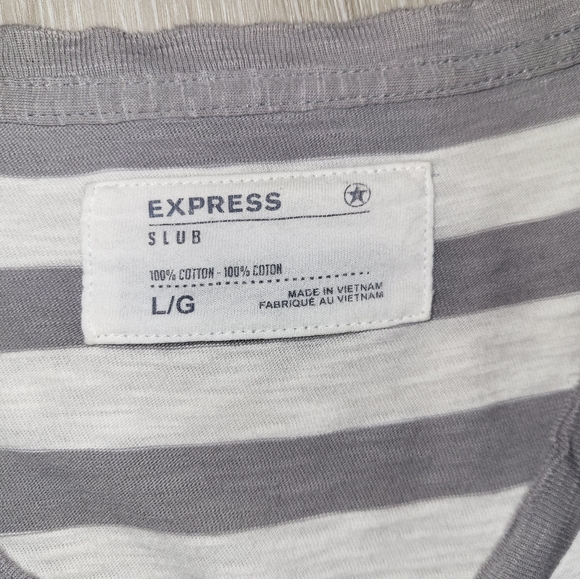 EXPRESS
SLUB
100% COTTON - 100% COTON
L/G
MADE IN VIETNAM
FABRIQUÉ AU VIETNAM